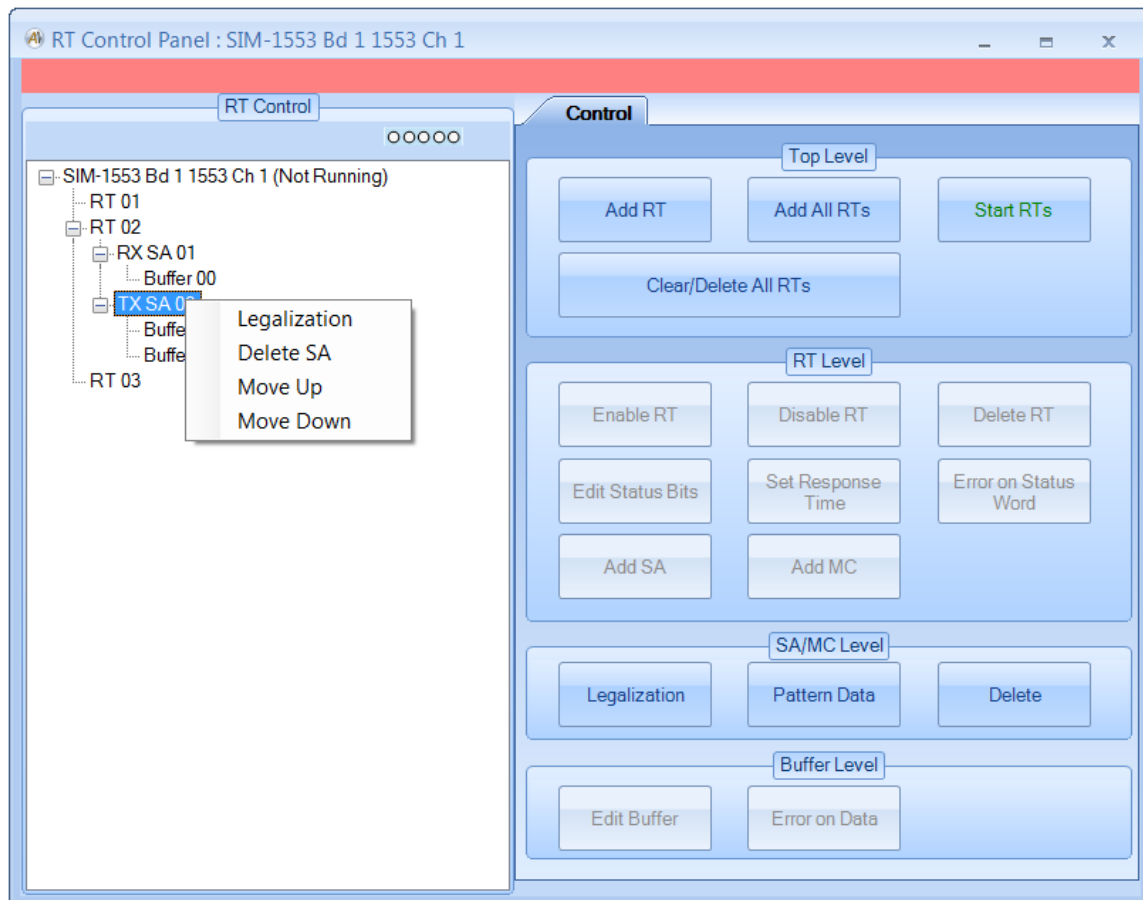 RT Control Panel : SIM-1553 Bd 1 1553 Ch 1
RT Control
SIM-1553 Bd 1 1553 Ch 1 (Not Running)
RT 01
RT 02
RX SA 01
Buffer 00
TX SA
RT 03
Legalization
Delete SA
Move Up
Move Down
Control
Top Level
Add RT
Add All RTs
Start RTs
Clear/Delete All RTs
RT Level
Enable RT
Disable RT
Delete RT
Edit Status Bits
Set Response
Time
Error on Status
Word
Add SA
Add MC
SA/MC Level
Legalization
Pattern Data
Delete
Buffer Level
Edit Buffer
Error on Data